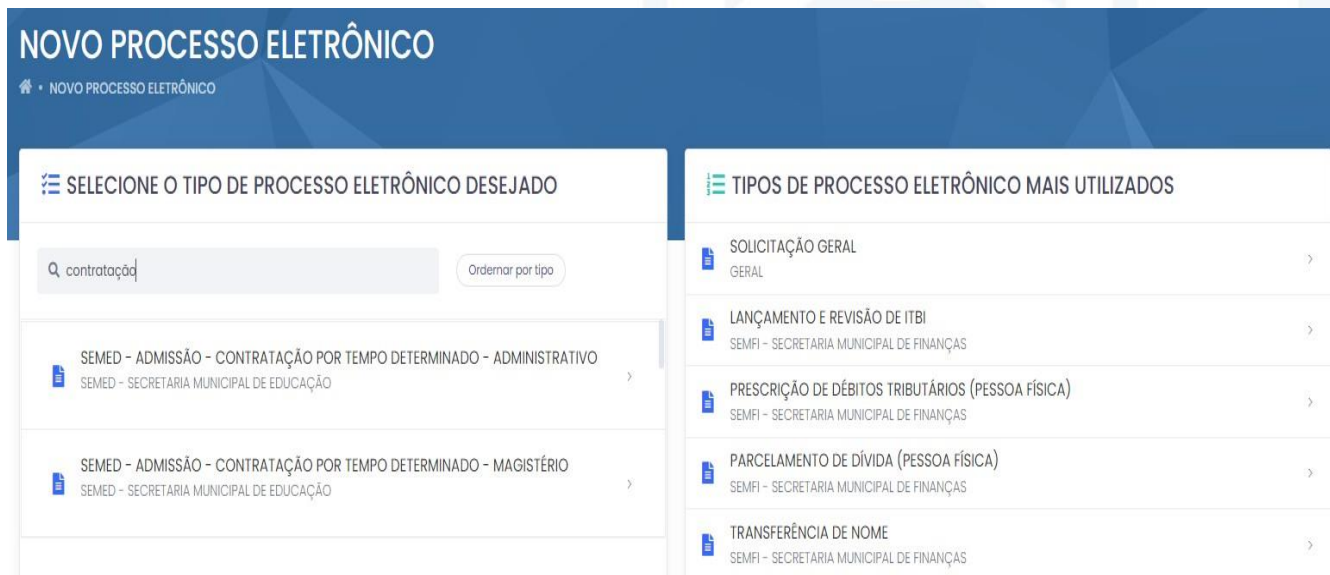 NOVO PROCESSO ELETRÔNICO
• NOVO PROCESSO ELETRÔNICO
SELECIONE O TIPO DE PROCESSO ELETRÔNICO DESEJADO
contratação
Ordernar por tipo
SEMED - ADMISSÃO - CONTRATAÇÃO POR TEMPO DETERMINADO - ADMINISTRATIVO
SEMED - SECRETARIA MUNICIPAL DE EDUCAÇÃO
SEMED - ADMISSÃO - CONTRATAÇÃO POR TEMPO DETERMINADO - MAGISTÉRIO
SEMED - SECRETARIA MUNICIPAL DE EDUCAÇÃO
TIPOS DE PROCESSO ELETRÔNICO MAIS UTILIZADOS
SOLICITAÇÃO GERAL
GERAL
LANÇAMENTO E REVISÃO DE ITBI
SEMFI - SECRETARIA MUNICIPAL DE FINANÇAS
PRESCRIÇÃO DE DÉBITOS TRIBUTÁRIOS (PESSOA FÍSICA)
SEMFI - SECRETARIA MUNICIPAL DE FINANÇAS
PARCELAMENTO DE DÍVIDA (PESSOA FÍSICA)
SEMFI - SECRETARIA MUNICIPAL DE FINANÇAS
TRANSFERÊNCIA DE NOME
SEMFI - SECRETARIA MUNICIPAL DE FINANÇAS